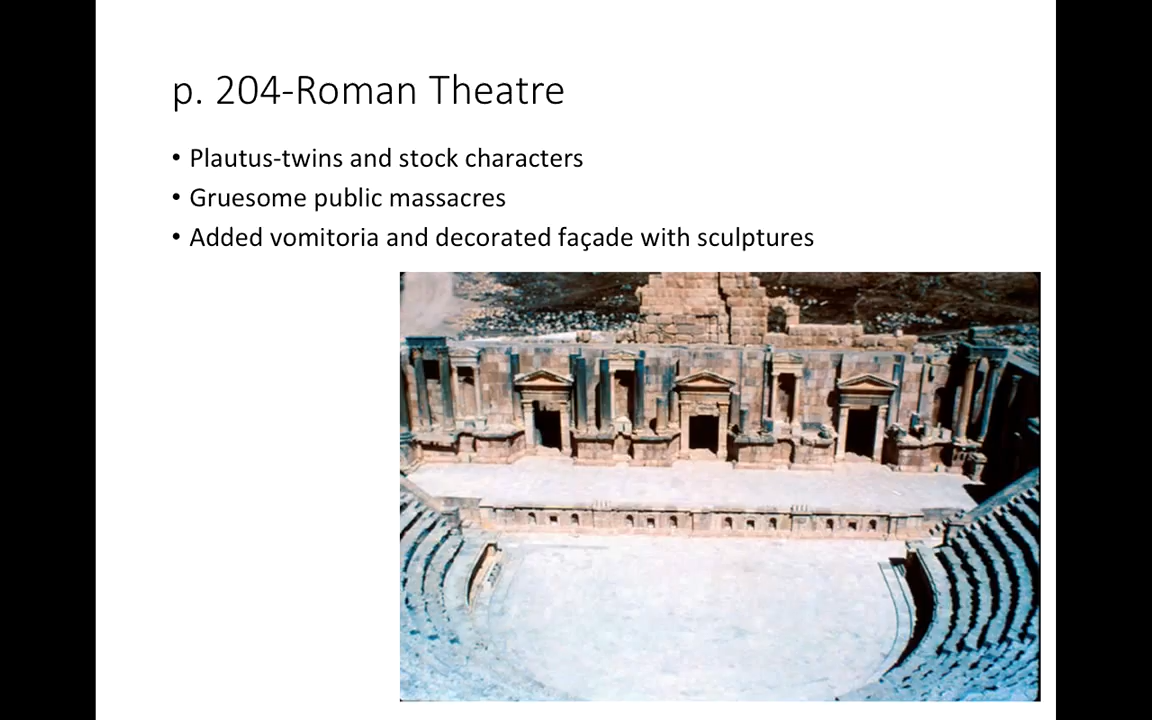 p. 204-Roman Theatre
• Plautus-twins and stock characters
• Gruesome public massacres
• Added vomitoria and decorated façade with sculptures